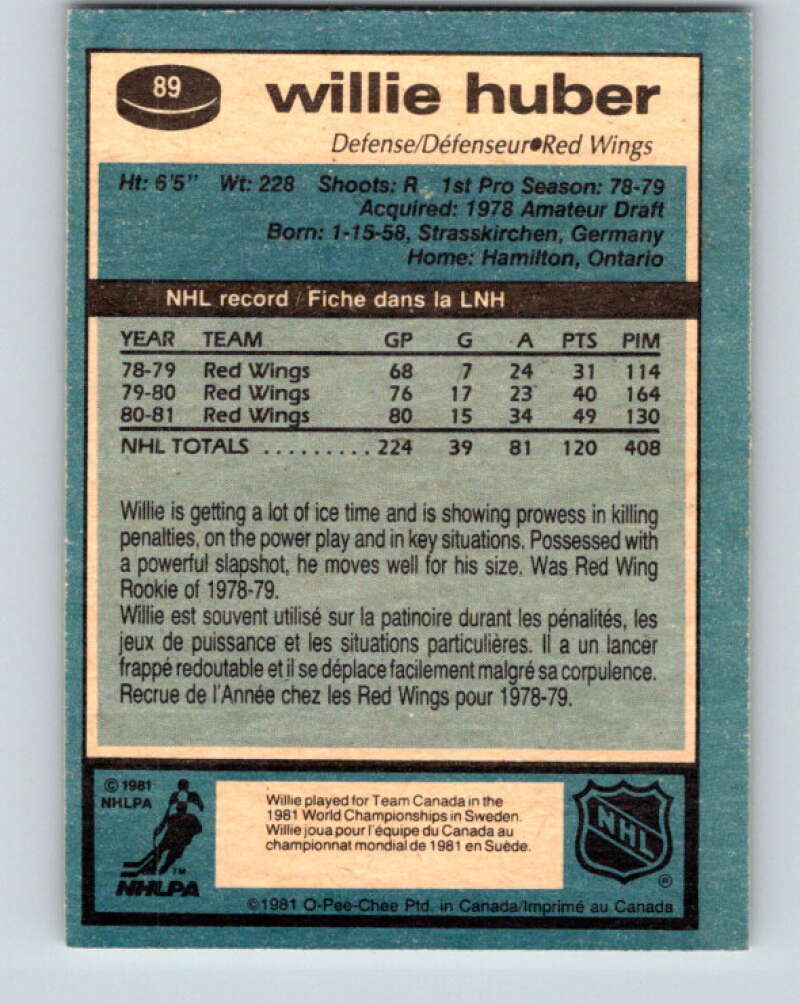 89
willie huber
Defense/Défenseur●Red Wings
Ht: 6'5" Wt: 228 Shoots: R 1st Pro Season: 78-79
Acquired: 1978 Amateur Draft
Born: 1-15-58, Strasskirchen, Germany
Home: Hamilton, Ontario
NHL record / Fiche dans la LNH
YEAR TEAM GP G A PTS PIM
78-79 Red Wings 68 7 24 31 114
79-80 Red Wings 76 17 23 40 164
80-81 Red Wings 80 15 34 49 130
NHL TOTALS ......... 224 39 81 120 408
Willie is getting a lot of ice time and is showing prowess in killing
penalties, on the power play and in key situations. Possessed with
a powerful slapshot, he moves well for his size. Was Red Wing
Rookie of 1978-79.
Willie est souvent utilisé sur la patinoire durant les pénalités, les
jeux de puissance et les situations particulières. Il a un lancer
frappé redoutable et il se déplace facilement malgré sa corpulence.
Recrue de l'Année chez les Red Wings pour 1978-79.
© 1981
NHLPA
TM
NHLPA
Willie played for Team Canada in the
1981 World Championships in Sweden.
Willie joua pour l'équipe du Canada au
championnat mondial de 1981 en Suède.
NHL
®
©1981 O-Pee-Chee Ptd. in Canada/Imprimé au Canada